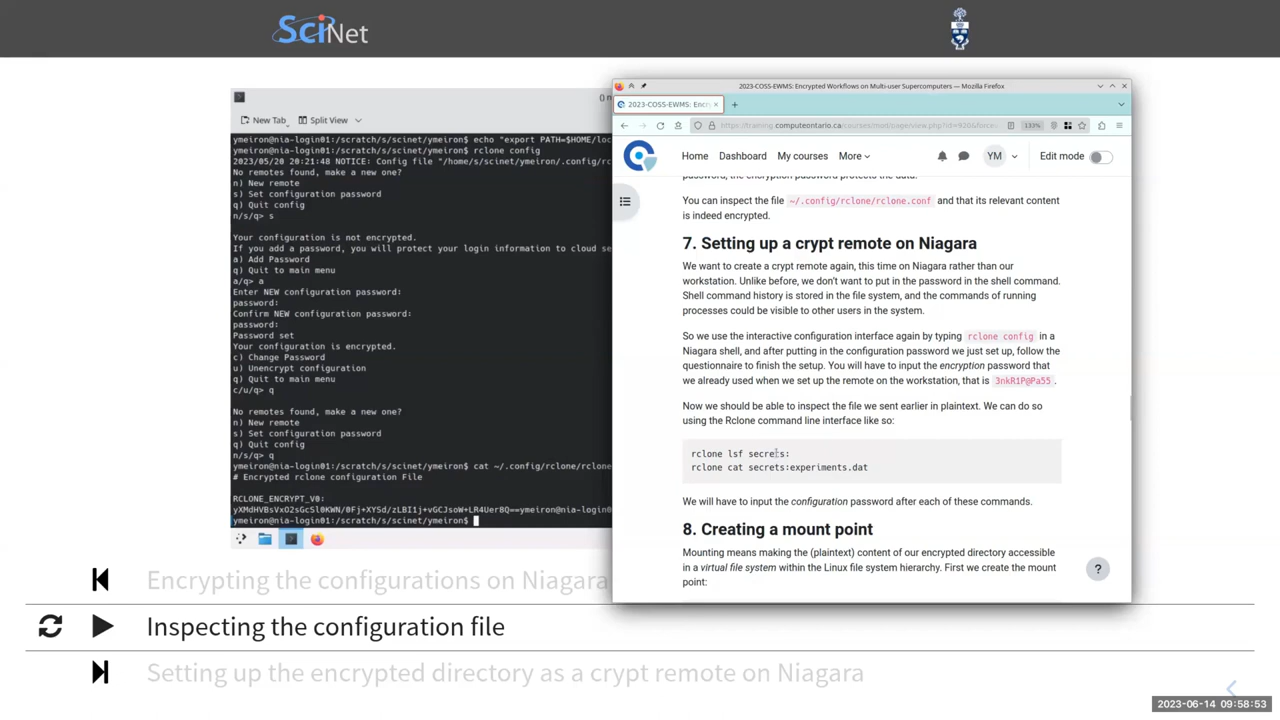 SciNet
New Tab
Split View
() n
ymeiron@nia-login01:/scratch/s/scinet/ymeiron$ echo "export PATH=$HOME/loc
ymeiron@nia-login01:/scratch/s/scinet/ymeiron$ rclone config
2023/05/20 20:21:48 NOTICE: Config file "/home/s/scinet/ymeiron/.config/rc
No remotes found, make a new one?
n) New remote
s) Set configuration password
q) Quit config
n/s/q> s
Your configuration is not encrypted.
If you add a password, you will protect your login information to cloud se
a) Add Password
q) Quit to main menu
a/q> a
Enter NEW configuration password:
password:
Confirm NEW configuration password:
password:
Password set
Your configuration is encrypted.
c) Change Password
u) Unencrypt configuration
q) Quit to main menu
c/u/q> q
No remotes found, make a new one?
n) New remote
s) Set configuration password
q) Quit config
n/s/q> q
ymeiron@nia-login01:/scratch/s/scinet/ymeiron$ cat ~/.config/rclone/rclone
# Encrypted rclone configuration File
RCLONE_ENCRYPT_V0:
ymeiron@nia-login01:/scratch/s/scinet/ymeiron$
2023-COSS-EWMS: Encrypted Workflows on Multi-user Supercomputers — Mozilla Firefox
2023-COSS-EWMS: Encry
133%
Home
Dashboard
My courses
More
YM
Edit mode
password, the encryption password protects the data.
You can inspect the file ~/.config/rclone/rclone.conf and that its relevant content
is indeed encrypted.
7. Setting up a crypt remote on Niagara
We want to create a crypt remote again, this time on Niagara rather than our
workstation. Unlike before, we don't want to put in the password in the shell command.
Shell command history is stored in the file system, and the commands of running
processes could be visible to other users in the system.
So we use the interactive configuration interface again by typing rclone config in a
Niagara shell, and after putting in the configuration password we just set up, follow the
questionnaire to finish the setup. You will have to input the encryption password that
we already used when we set up the remote on the workstation, that is 3nkR1P@Pa55.
Now we should be able to inspect the file we sent earlier in plaintext. We can do so
using the Rclone command line interface like so:
rclone lsf secrets:
rclone cat secrets:experiments.dat
We will have to input the configuration password after each of these commands.
8. Creating a mount point
Mounting means making the (plaintext) content of our encrypted directory accessible
in a virtual file system within the Linux file system hierarchy. First we create the mount
point:
?
Encrypting the configurations on Niagara
Inspecting the configuration file
Setting up the encrypted directory as a crypt remote on Niagara
2023-06-14 09:58:53